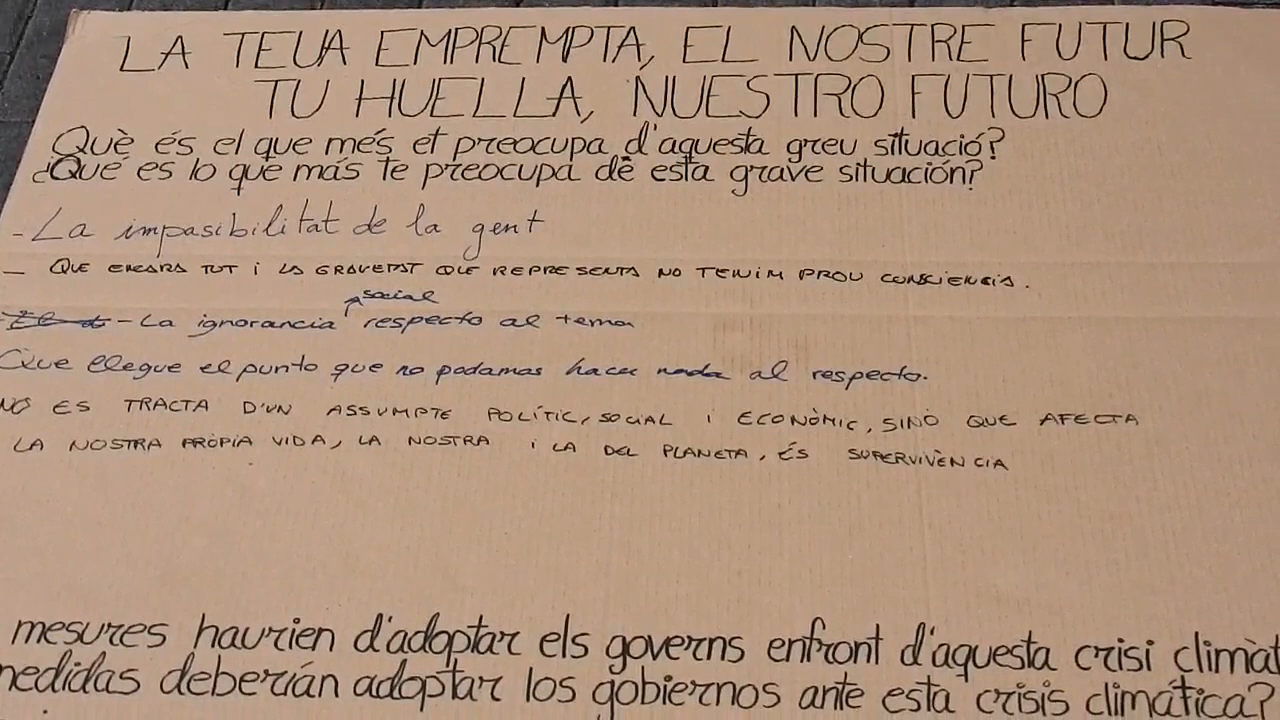 LA TEUA EMPREMPTA, EL NOSTRE FUTUR
TU HUELLA, NUESTRO FUTURO
Què és el que més et preocupa d'aquesta greu situació?
¿Qué es lo que más te preocupa de esta grave situación?
- La impasibilitat de la gent
- QUE ENCARA TOT I LA GRAVETAT QUE REPRESENTA NO TENIM PROU CONSCIENCIA.
social
- La ignorancia respecto al tema
Que llegue el punto que no podamos hacer nada al respecto.
NO ES TRACTA D'UN ASSUMPTE POLÍTIC, SOCIAL I ECONÒMIC, SINÓ QUE AFECTA
LA NOSTRA PRÒPIA VIDA, LA NOSTRA I LA DEL PLANETA, ÉS SUPERVIVÈNCIA
mesures haurien d'adoptar els governs enfront d'aquesta crisi climàt
medidas deberían adoptar los gobiernos ante esta crisis climática?